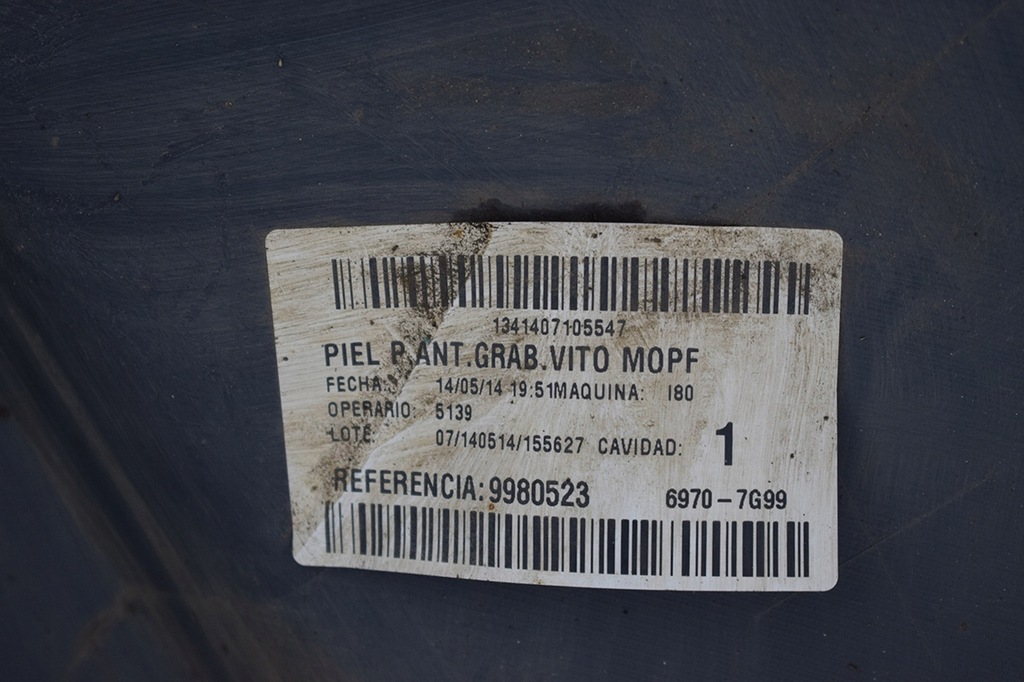 1341407105547
PIEL P.ANT.GRAB.VITO MOPF
FECHA: 14/05/14 19:51MAQUINA: I80
OPERARIO: 5139
LOTE: 07/140514/155627 CAVIDAD: 1
REFERENCIA:9980523 6970-7G99